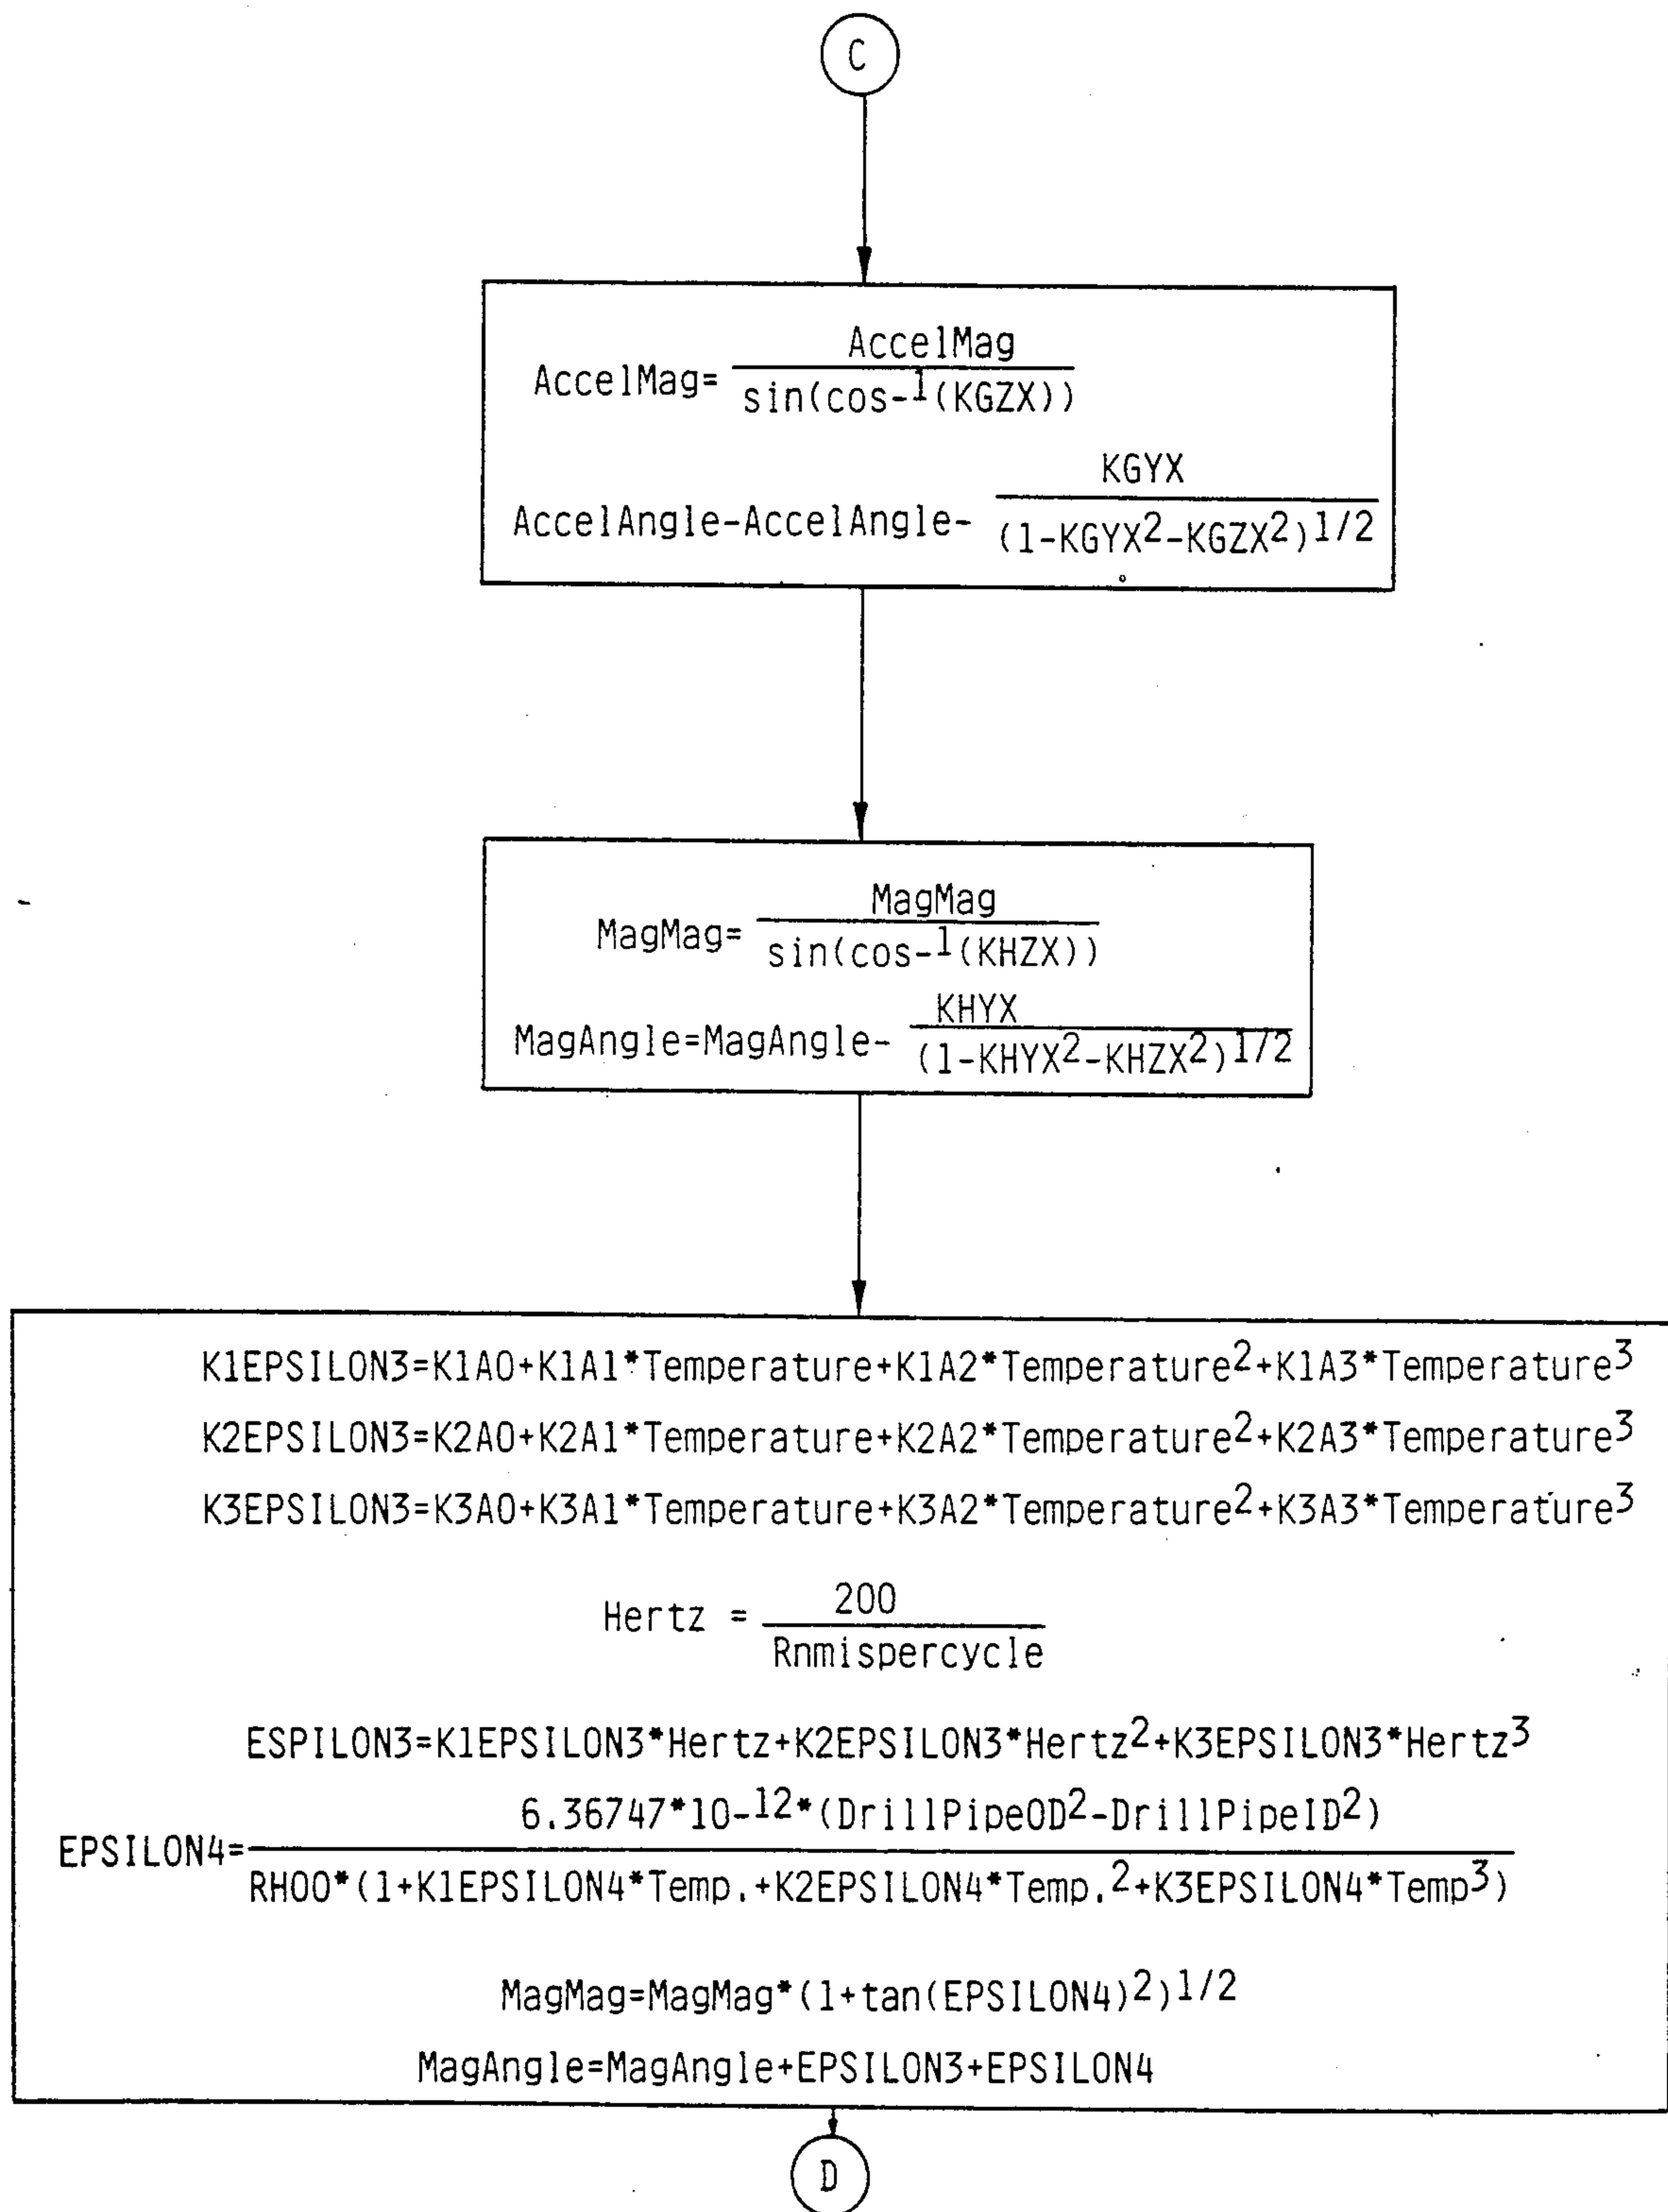 C
AccelMag= AccelMag
sin(cos-1(KGZX))
KGYX
AccelAngle-AccelAngle-
(1-KGYX2-KGZX2)1/2
MagMag= MagMag
sin(cos-1(KHZX))
KHYX
MagAngle=MagAngle-
(1-KHYX2-KHZX2)1/2
K1EPSILON3=K1A0+K1A1*Temperature+K1A2*Temperature2+K1A3*Temperature3
K2EPSILON3=K2A0+K2A1*Temperature+K2A2*Temperature2+K2A3*Temperature3
K3EPSILON3=K3A0+K3A1*Temperature+K3A2*Temperature2+K3A3*Temperature3
Hertz = 200
Rnmispercycle
ESPILON3=K1EPSILON3*Hertz+K2EPSILON3*Hertz2+K3EPSILON3*Hertz3
6.36747*10-12*(DrillPipeOD2-DrillPipeID2)
EPSILON4=
RHOO*(1+K1EPSILON4*Temp.+K2EPSILON4*Temp.2+K3EPSILON4*Temp3)
MagMag=MagMag*(1+tan(EPSILON4)2)1/2
MagAngle=MagAngle+EPSILON3+EPSILON4
D